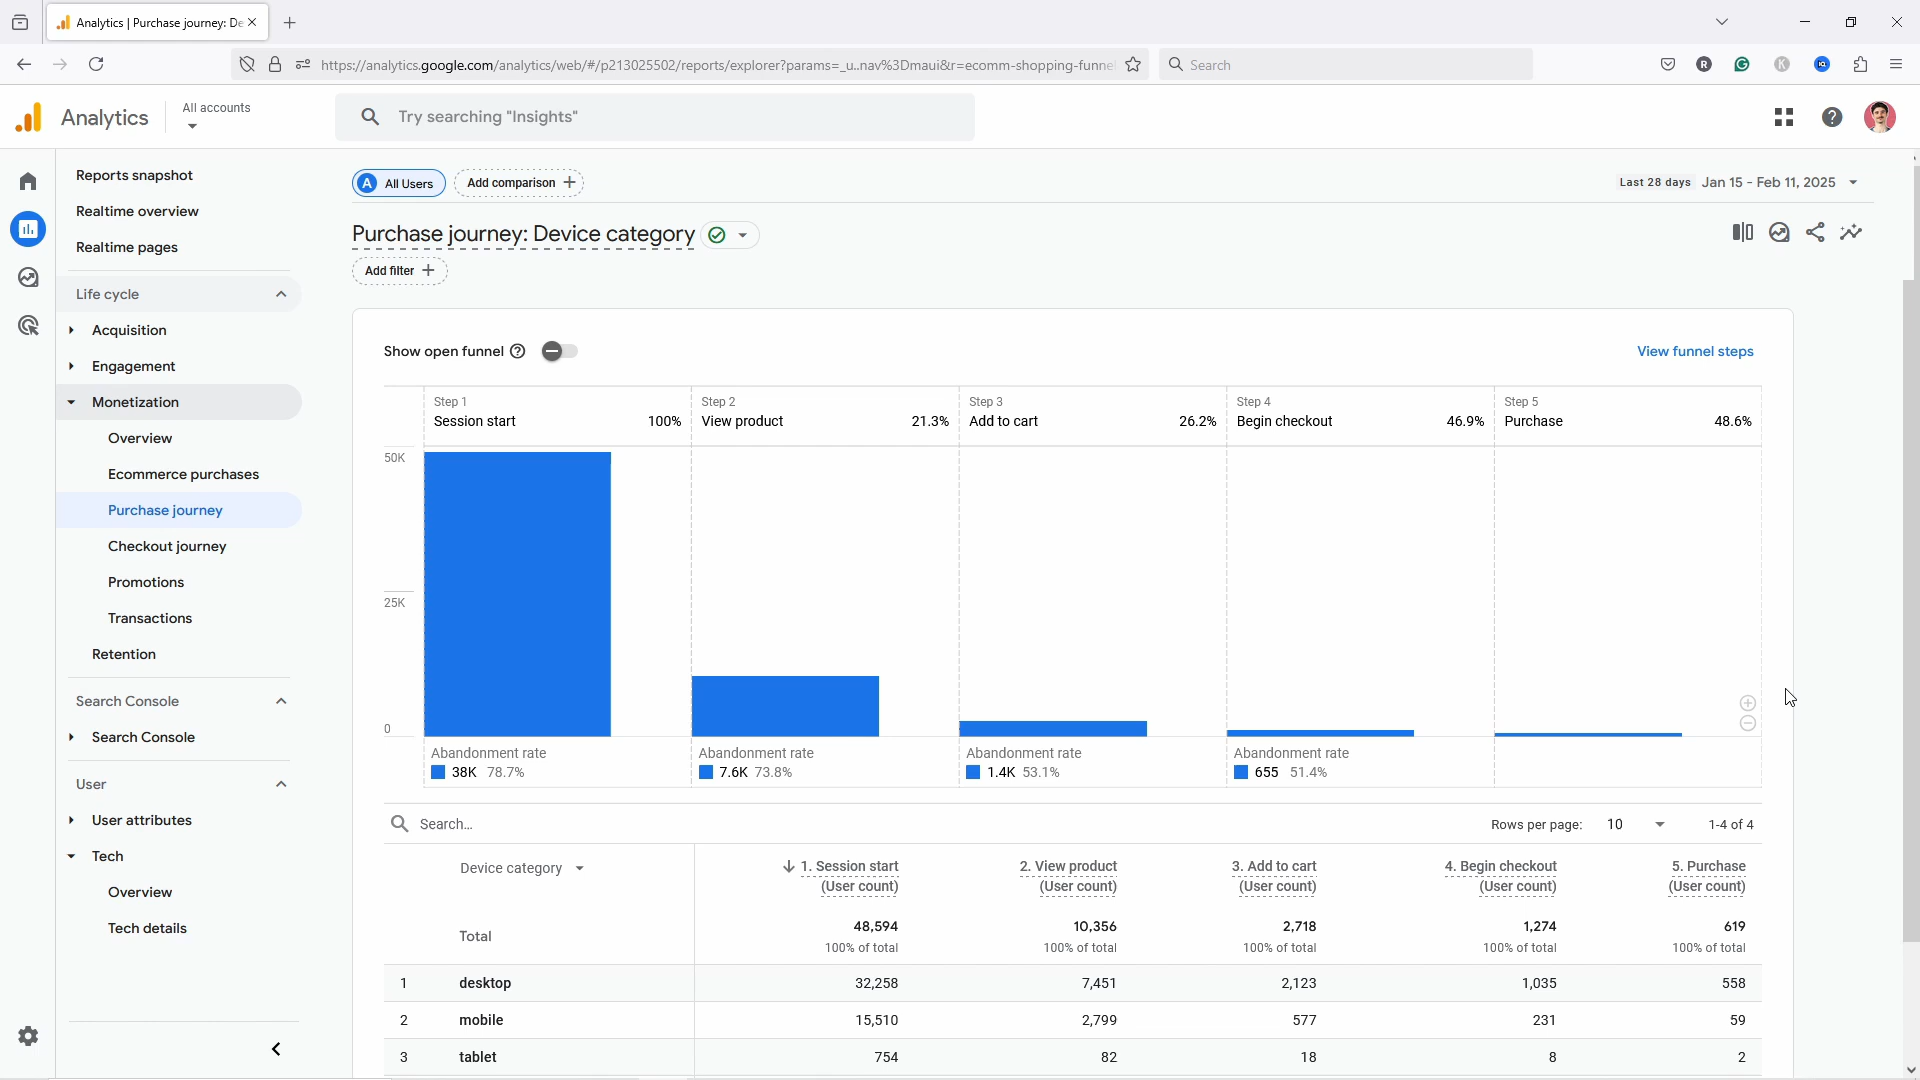 Analytics | Purchase journey: De
https://analytics.google.com/analytics/web/#/p213025502/reports/explorer?params=_u..nav%3Dmaui&r=ecomm-shopping-funne
Search
Analytics
All accounts
Try searching "Insights"
Reports snapshot
Realtime overview
Realtime pages
Life cycle
Acquisition
Engagement
Monetization
Overview
Ecommerce purchases
Purchase journey
Checkout journey
Promotions
Transactions
Retention
Search Console
Search Console
User
User attributes
Tech
Overview
Tech details
A All Users
Add comparison
Last 28 days Jan 15 - Feb 11, 2025
Purchase journey: Device category
Add filter
Show open funnel
View funnel steps
Step 1
Session start 100%
Step 2
View product 21.3%
Step 3
Add to cart 26.2%
Step 4
Begin checkout 46.9%
Step 5
Purchase 48.6%
50K
25K
0
Abandonment rate
38K 78.7%
Abandonment rate
7.6K 73.8%
Abandonment rate
1.4K 53.1%
Abandonment rate
655 51.4%
Search...
Rows per page: 10 1-4 of 4
Device category 1. Session start 2. View product 3. Add to cart 4. Begin checkout 5. Purchase
(User count) (User count) (User count) (User count) (User count)
Total 48,594 10,356 2,718 1,274 619
100% of total 100% of total 100% of total 100% of total 100% of total
1 desktop 32,258 7,451 2,123 1,035 558
2 mobile 15,510 2,799 577 231 59
3 tablet 754 82 18 8 2